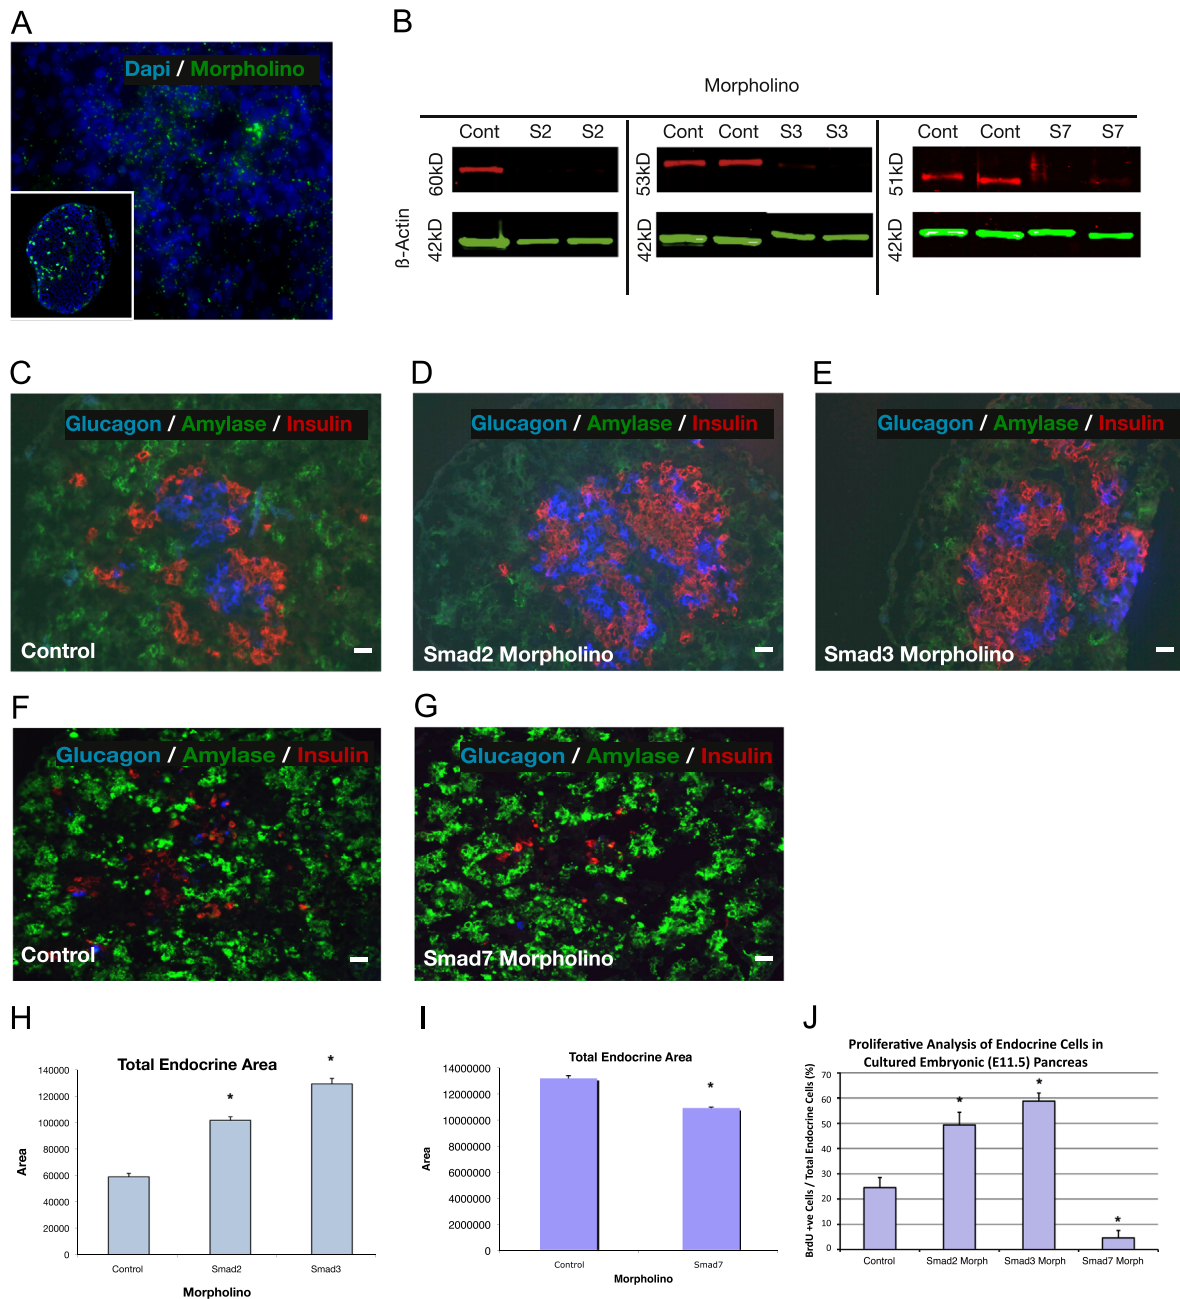 A
Dapi / Morpholino
B
Morpholino
Cont S2 S2
Cont Cont S3 S3
Cont Cont S7 S7
60kD
53kD
51kD
ß-Actin
42kD
42kD
42kD
C
Glucagon / Amylase / Insulin
Control
D
Glucagon / Amylase / Insulin
Smad2 Morpholino
E
Glucagon / Amylase / Insulin
Smad3 Morpholino
F
Glucagon / Amylase / Insulin
Control
G
Glucagon / Amylase / Insulin
Smad7 Morpholino
H
Total Endocrine Area
Area
140000
120000
100000
80000
60000
40000
20000
0
* *
Control Smad2 Smad3
Morpholino
I
Total Endocrine Area
Area
14000000
12000000
10000000
8000000
6000000
4000000
2000000
0
*
Control Smad7
Morpholino
J
Proliferative Analysis of Endocrine Cells in
Cultured Embryonic (E11.5) Pancreas
BrdU +ve Cells / Total Endocrine Cells (%)
70
60
50
40
30
20
10
0
* * *
Control Smad2 Morph Smad3 Morph Smad7 Morph